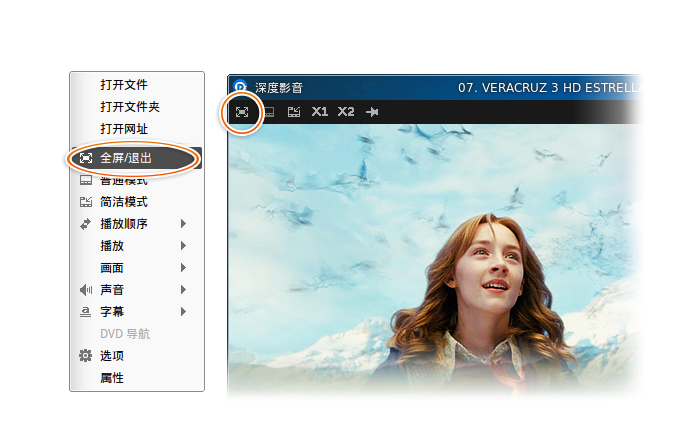 打开文件
打开文件夹
打开网址
全屏/退出
普通模式
简洁模式
播放顺序
播放
画面
声音
字幕
DVD 导航
选项
属性
深度影音
07. VERACRUZ 3 HD ESTRELLA
X1 X2